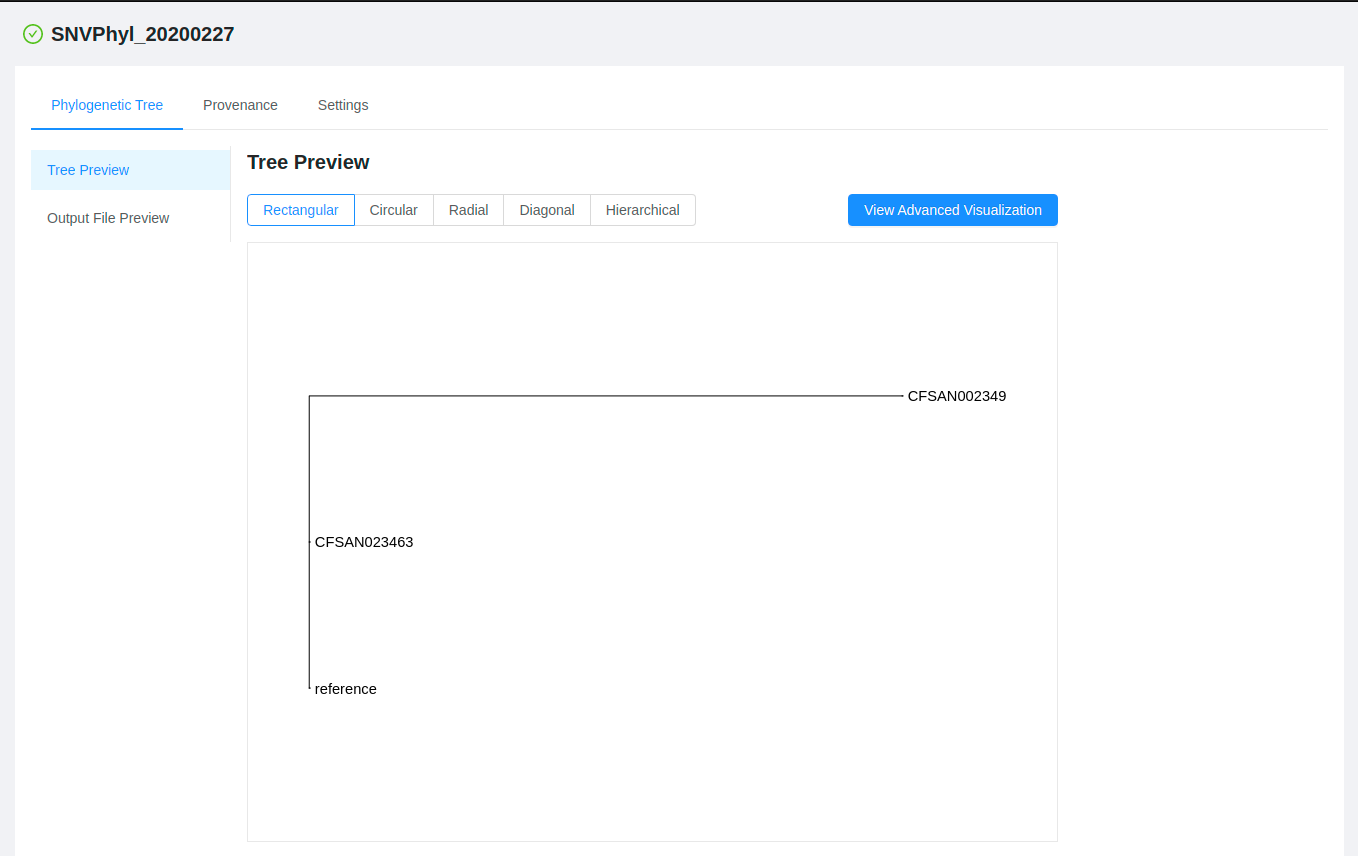 SNVPhyl_20200227
Phylogenetic Tree Provenance Settings
Tree Preview
Output File Preview
Tree Preview
Rectangular Circular Radial Diagonal Hierarchical View Advanced Visualization
CFSAN002349
CFSAN023463
reference